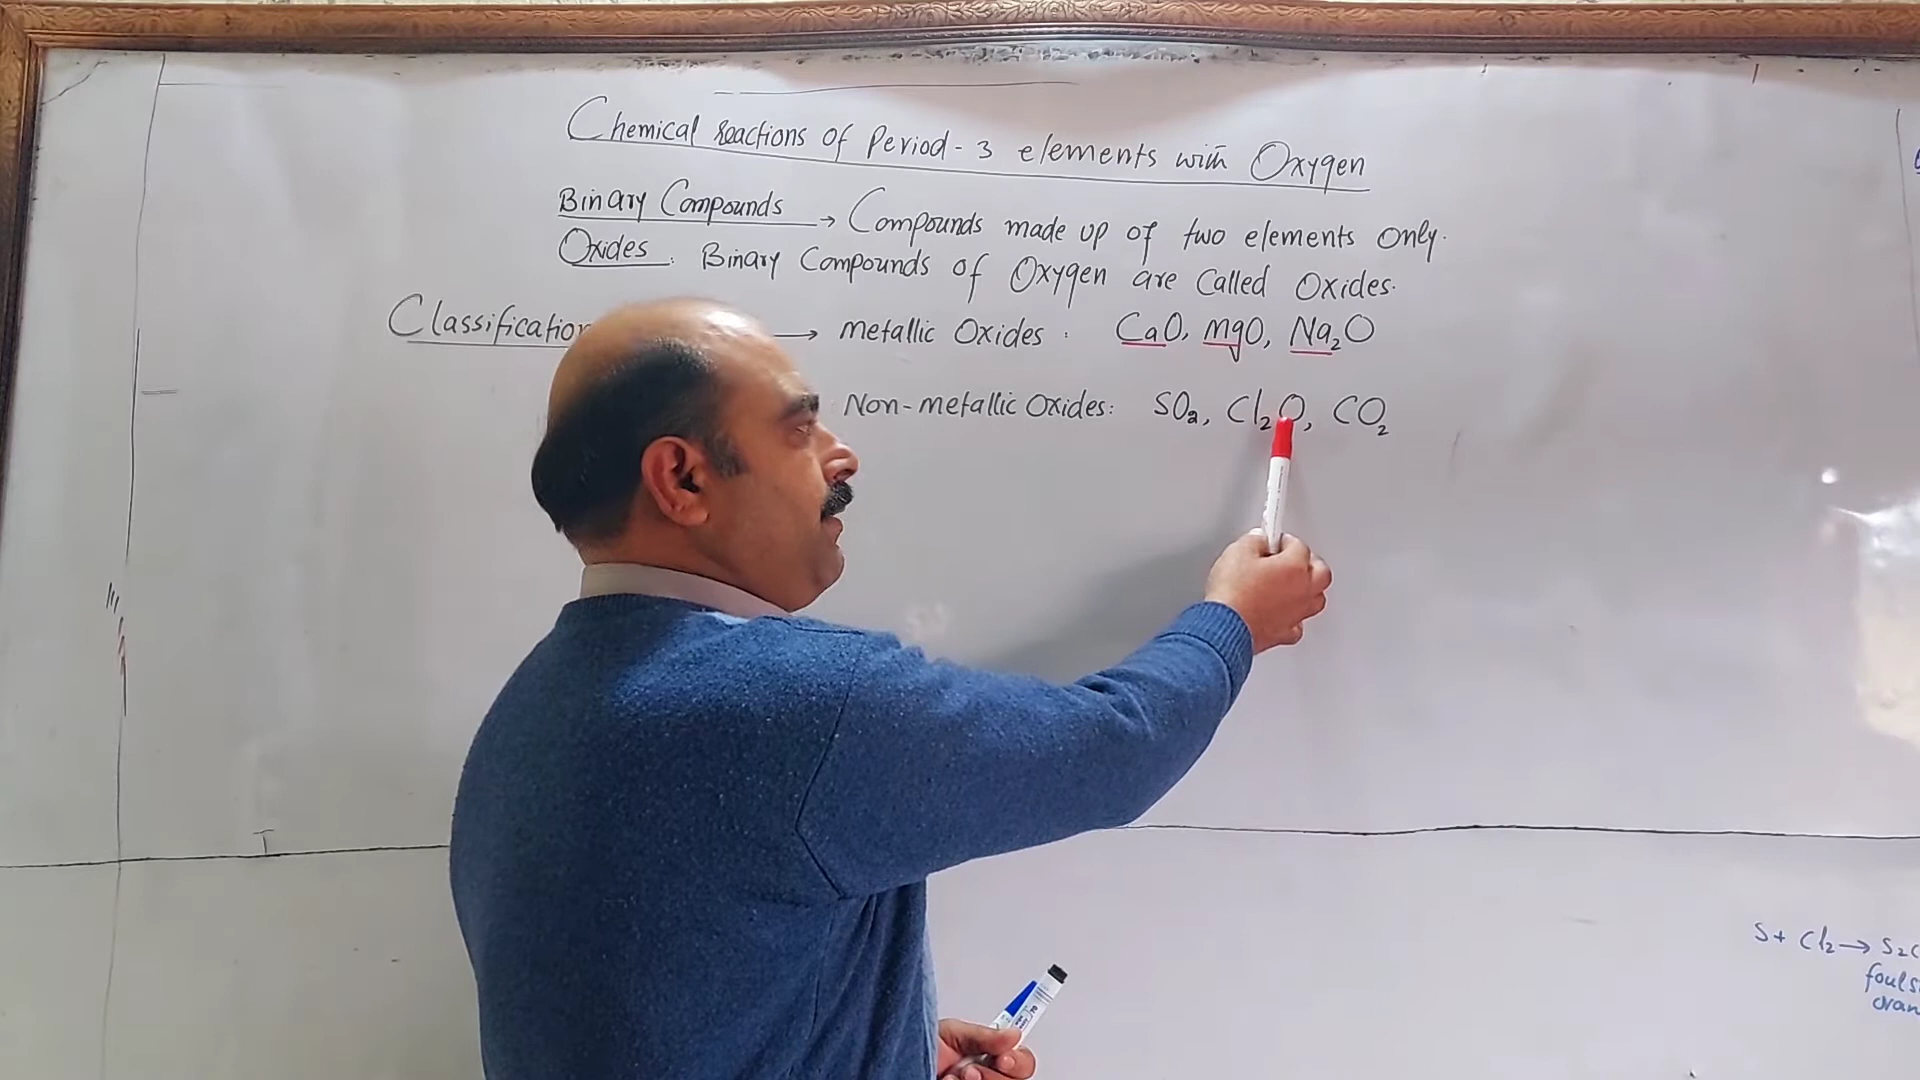 Chemical reactions of Period-3 elements with Oxygen
Binary Compounds → Compounds made up of two elements only.
Oxides: Binary Compounds of Oxygen are Called Oxides.
Classification → metallic Oxides: CaO, MgO, Na₂O
Non-metallic Oxides: SO₂, Cl₂O, CO₂
S + Cl₂ →